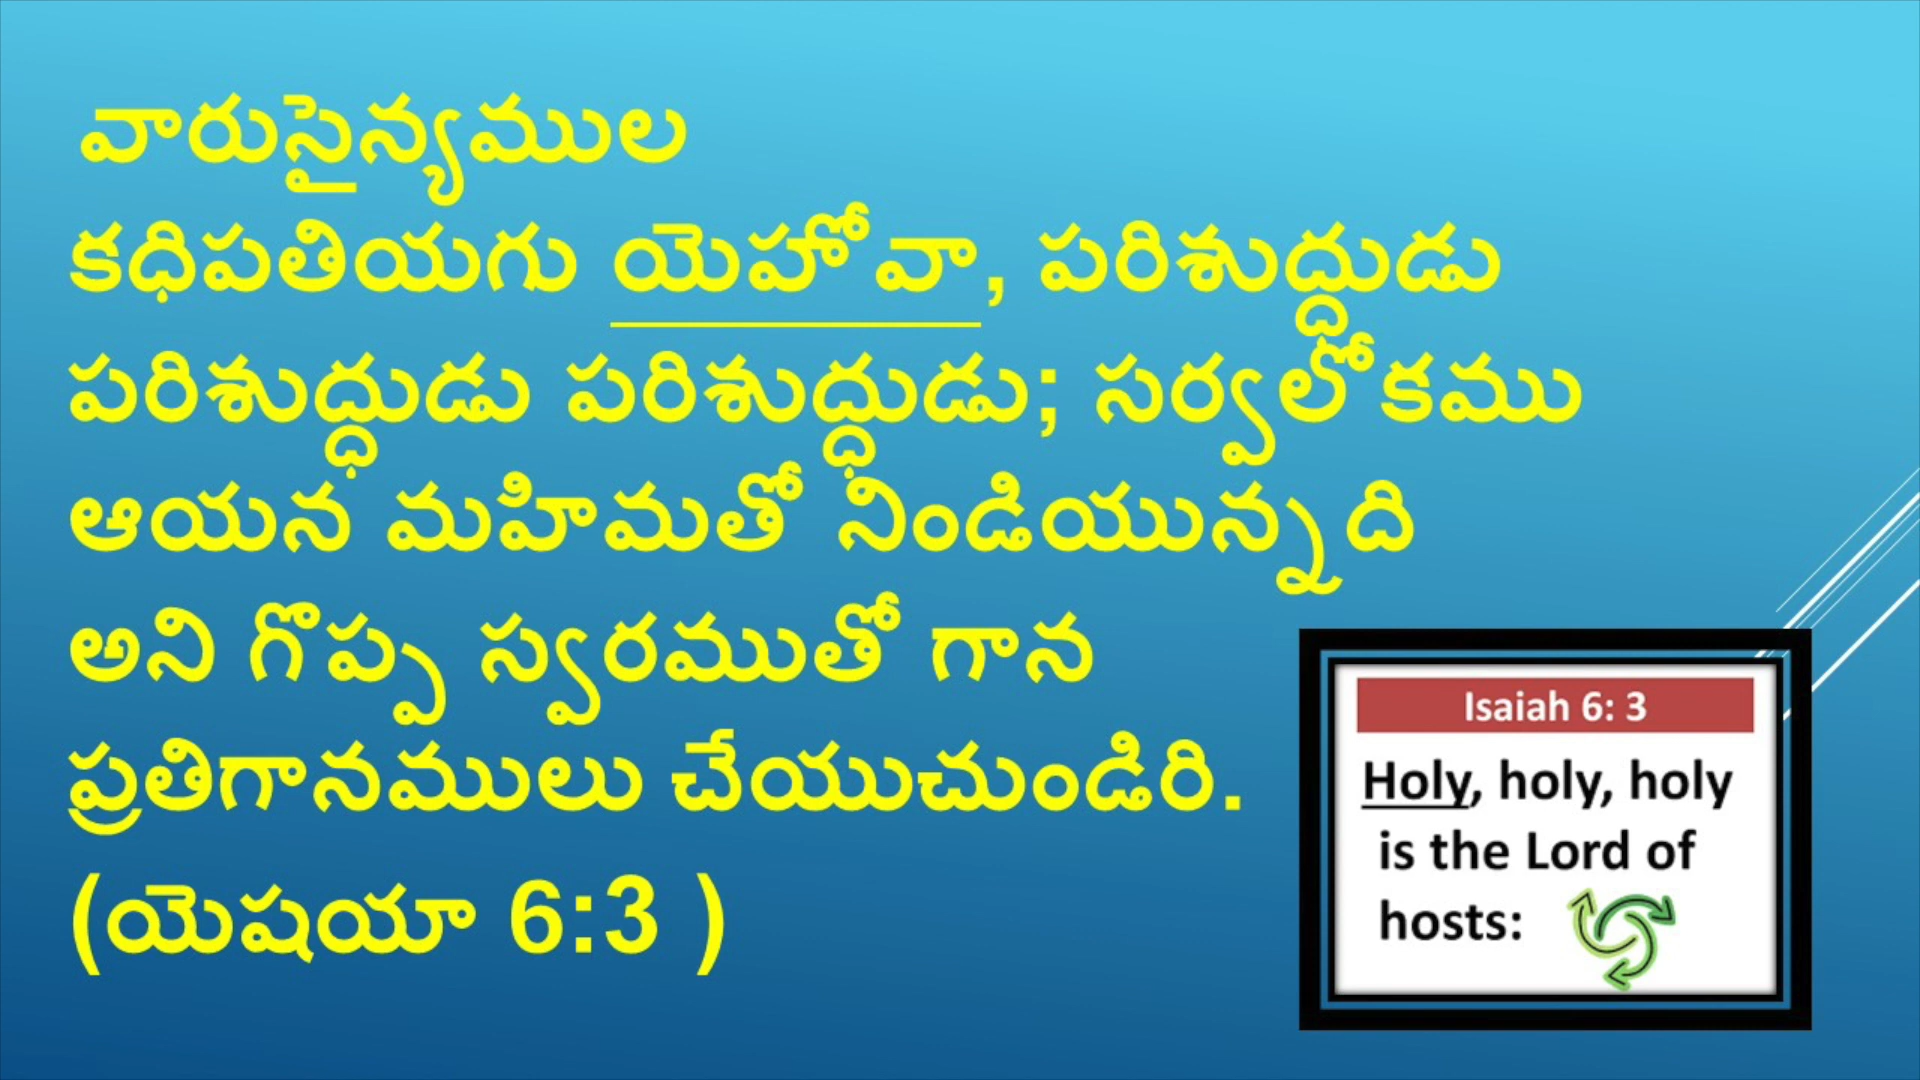 వారుసైన్యముల
కధిపతియగు యెహోవా, పరిశుద్ధుడు
పరిశుద్ధుడు పరిశుద్ధుడు; సర్వలోకము
ఆయన మహిమతో నిండియున్నది
అని గొప్ప స్వరముతో గాన
ప్రతిగానములు చేయుచుండిరి.
(యెషయా 6:3 )
Isaiah 6: 3
Holy, holy, holy
is the Lord of
hosts: